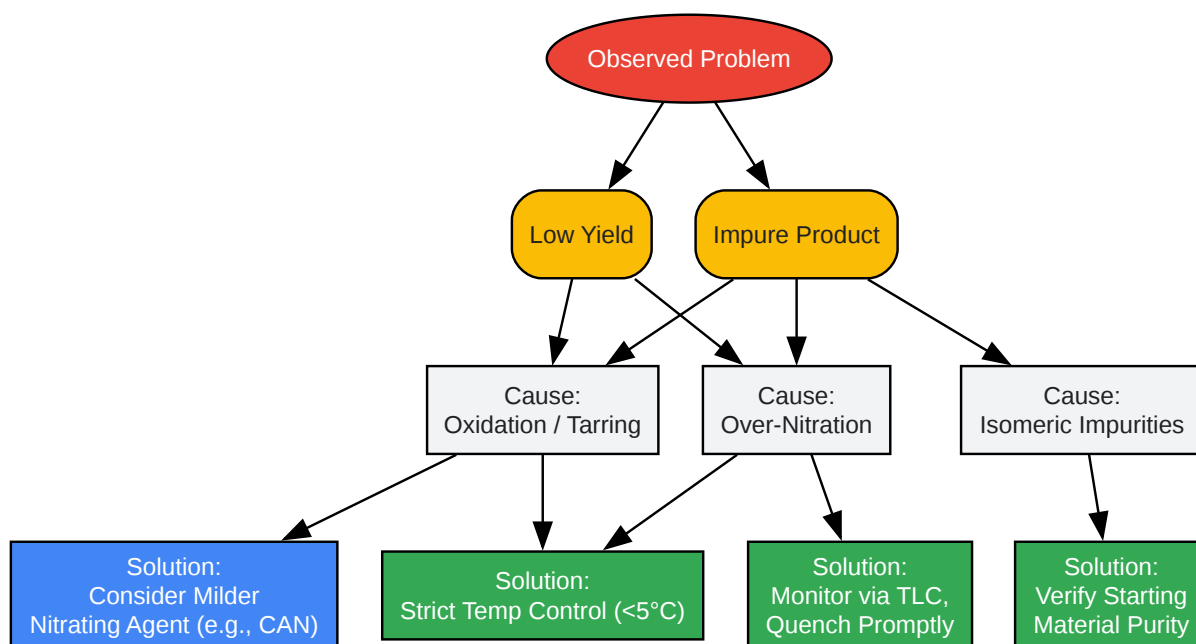 Observed Problem
Low Yield
Impure Product
Cause:
Oxidation / Tarring
Cause:
Over-Nitration
Cause:
Isomeric Impurities
Solution:
Consider Milder
Nitrating Agent (e.g., CAN)
Solution:
Strict Temp Control (<5°C)
Solution:
Monitor via TLC,
Quench Promptly
Solution:
Verify Starting
Material Purity